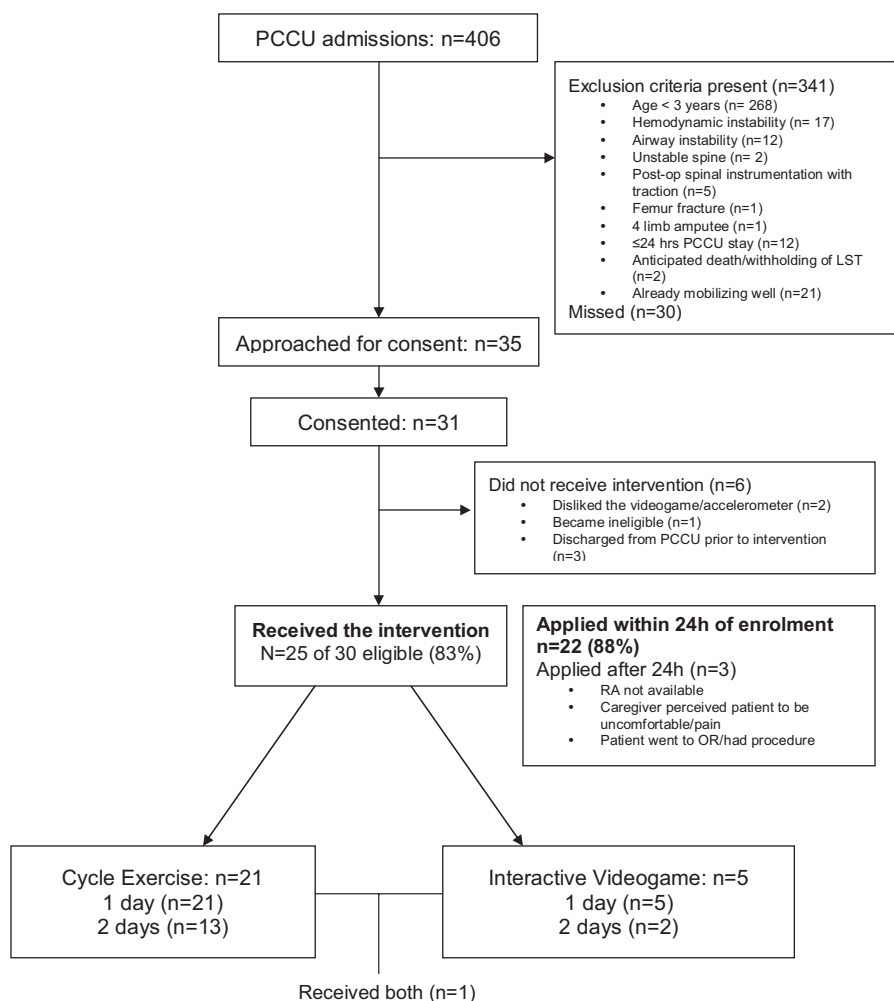 PCCU admissions: n=406
Exclusion criteria present (n=341)
• Age < 3 years (n= 268)
• Hemodynamic instability (n= 17)
• Airway instability (n=12)
• Unstable spine (n= 2)
• Post-op spinal instrumentation with
traction (n=5)
• Femur fracture (n=1)
• 4 limb amputee (n=1)
• ≤24 hrs PCCU stay (n=12)
• Anticipated death/withholding of LST
(n=2)
• Already mobilizing well (n=21)
Missed (n=30)
Approached for consent: n=35
Consented: n=31
Did not receive intervention (n=6)
• Disliked the videogame/accelerometer (n=2)
• Became ineligible (n=1)
• Discharged from PCCU prior to intervention
(n=3)
Received the intervention
N=25 of 30 eligible (83%)
Applied within 24h of enrolment
n=22 (88%)
Applied after 24h (n=3)
• RA not available
• Caregiver perceived patient to be
uncomfortable/pain
• Patient went to OR/had procedure
Cycle Exercise: n=21
1 day (n=21)
2 days (n=13)
Interactive Videogame: n=5
1 day (n=5)
2 days (n=2)
Received both (n=1)